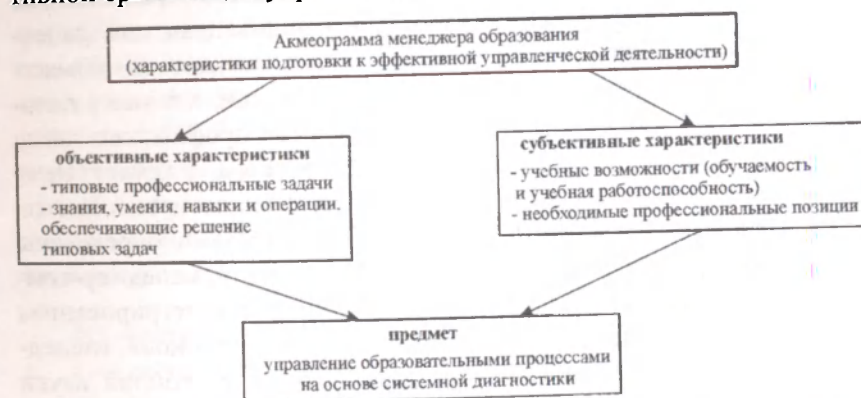 Акмеограмма менеджера образования
(характеристики подготовки к эффективной управленческой деятельности)
объективные характеристики
- типовые профессиональные задачи
- знания, умения, навыки и операции,
обеспечивающие решение
типовых задач
субъективные характеристики
- учебные возможности (обучаемость
и учебная работоспособность)
- необходимые профессиональные позиции
предмет
управление образовательными процессами
на основе системной диагностики